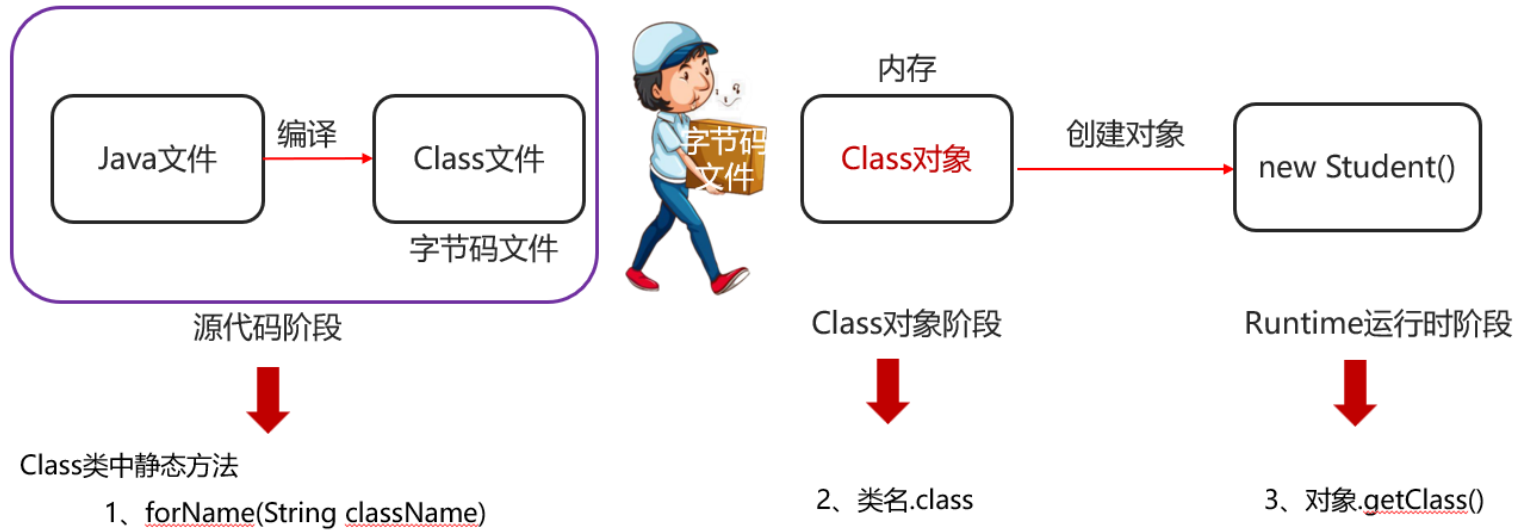 内存
编译
创建对象
Java文件
Class文件
字节码
文件
Class对象
new Student()
字节码文件
源代码阶段
Class对象阶段
Runtime运行时阶段
Class类中静态方法
1、forName(String className)
2、类名.class
3、对象.getClass()